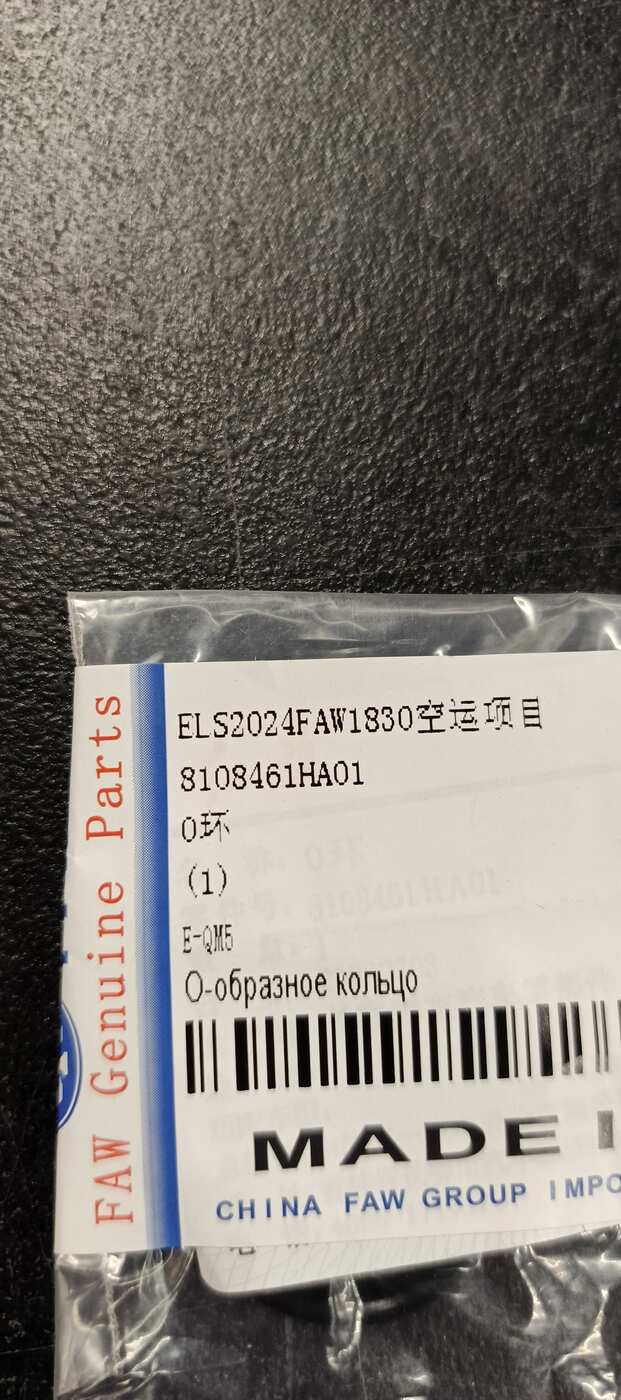 FAW Genuine Parts
ELS2024FAW1830空运项目
8108461HA01
O环
(1)
E-QM5
О-образное кольцо
MADE I
CHINA FAW GROUP IMPO